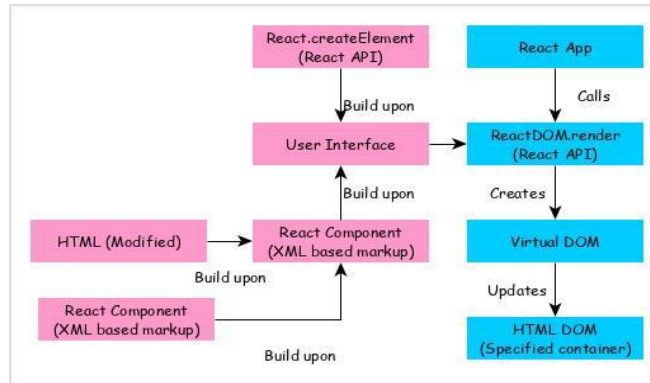 React.createElement
(React API)
React App
Build upon
Calls
User Interface
ReactDOM.render
(React API)
Build upon
Creates
HTML (Modified)
React Component
(XML based markup)
Virtual DOM
Build upon
Updates
React Component
(XML based markup)
HTML DOM
(Specified container)
Build upon